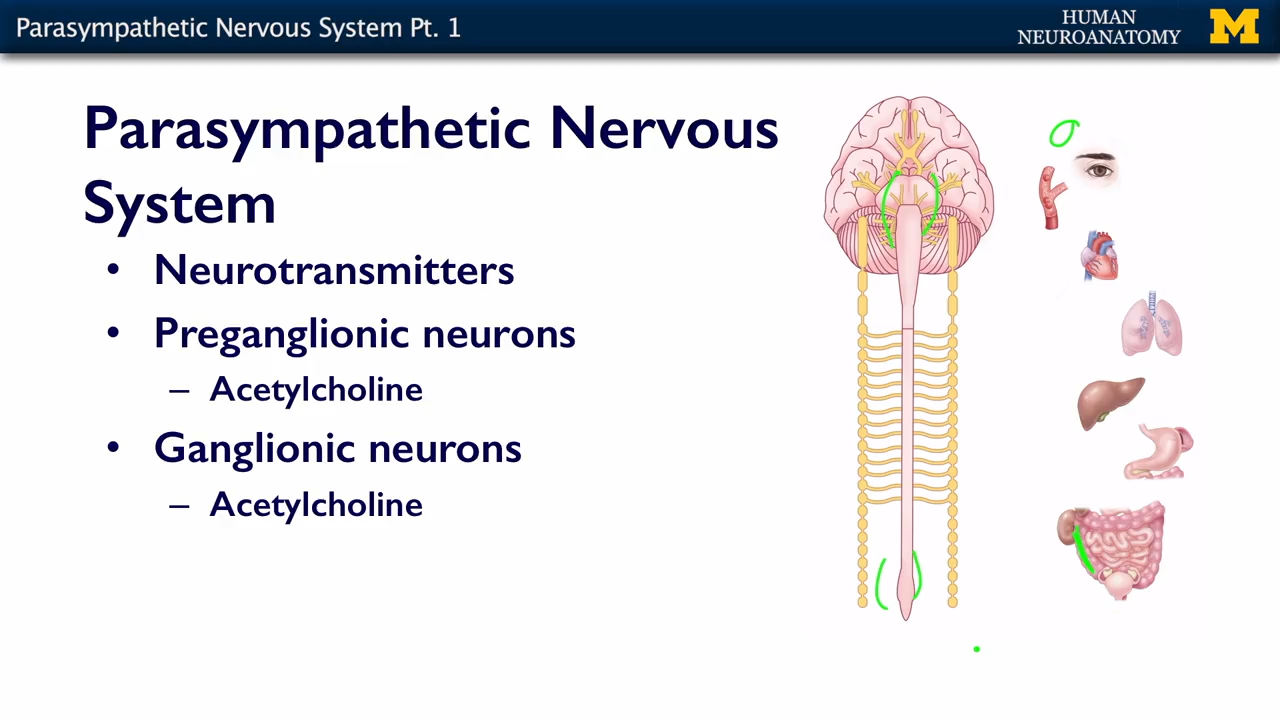 Parasympathetic Nervous System Pt. 1
HUMAN
NEUROANATOMY
M
Parasympathetic Nervous
System
• Neurotransmitters
• Preganglionic neurons
– Acetylcholine
• Ganglionic neurons
– Acetylcholine